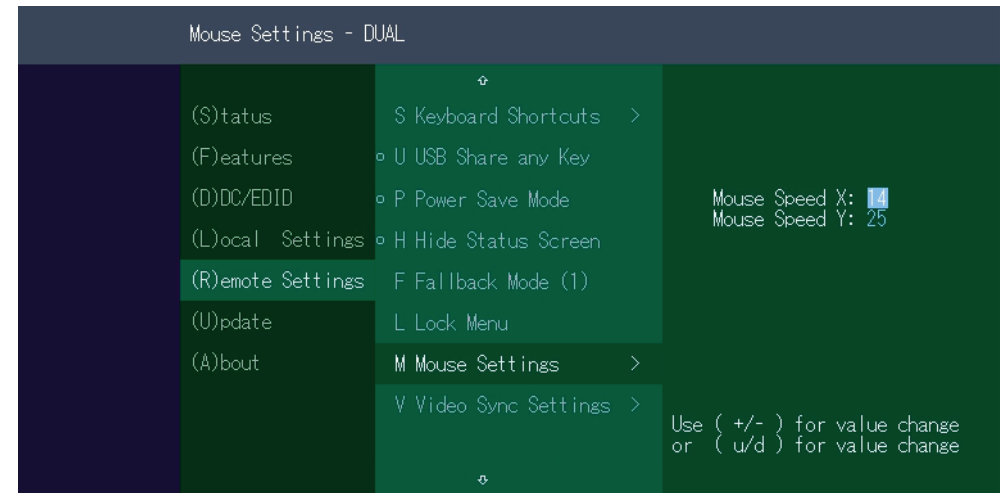 Mouse Settings - DUAL
(S)tatus
(F)eatures
(D)DC/EDID
(L)ocal Settings
(R)emote Settings
(U)pdate
(A)bout
S Keyboard Shortcuts >
U USB Share any Key
P Power Save Mode
H Hide Status Screen
F Fallback Mode (1)
L Lock Menu
M Mouse Settings >
V Video Sync Settings >
Mouse Speed X: 14
Mouse Speed Y: 25
Use ( +/- ) for value change
or ( u/d ) for value change